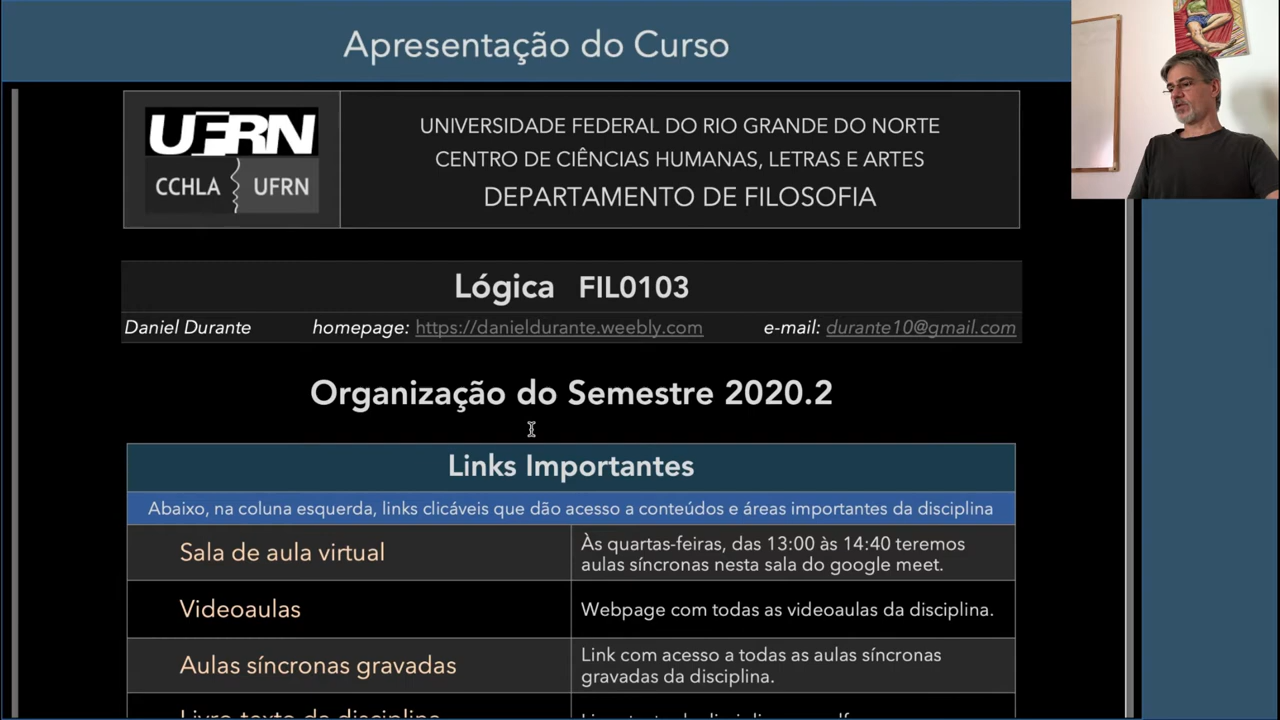 Apresentação do Curso
UFRN
CCHLA UFRN
UNIVERSIDADE FEDERAL DO RIO GRANDE DO NORTE
CENTRO DE CIÊNCIAS HUMANAS, LETRAS E ARTES
DEPARTAMENTO DE FILOSOFIA
Lógica FIL0103
Daniel Durante homepage: https://danieldurante.weebly.com e-mail: durante10@gmail.com
Organização do Semestre 2020.2
Links Importantes
Abaixo, na coluna esquerda, links clicáveis que dão acesso a conteúdos e áreas importantes da disciplina
Sala de aula virtual
Às quartas-feiras, das 13:00 às 14:40 teremos
aulas síncronas nesta sala do google meet.
Videoaulas
Webpage com todas as videoaulas da disciplina.
Aulas síncronas gravadas
Link com acesso a todas as aulas síncronas
gravadas da disciplina.
Livro texto da disciplina